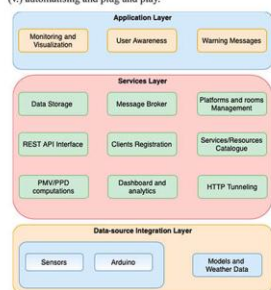 (v.) automatising and plug and play.
Application Layer
Monitoring and
Visualization
User Awareness
Warning Messages
Services Layer
Data Storage
Message Broker
Platforms and rooms
Management
REST API Interface
Clients Registration
Services/Resources
Catalogue
PMV/PPD
computations
Dashboard and
analytics
HTTP Tunneling
Data-source Integration Layer
Sensors
Arduino
Models and
Weather Data